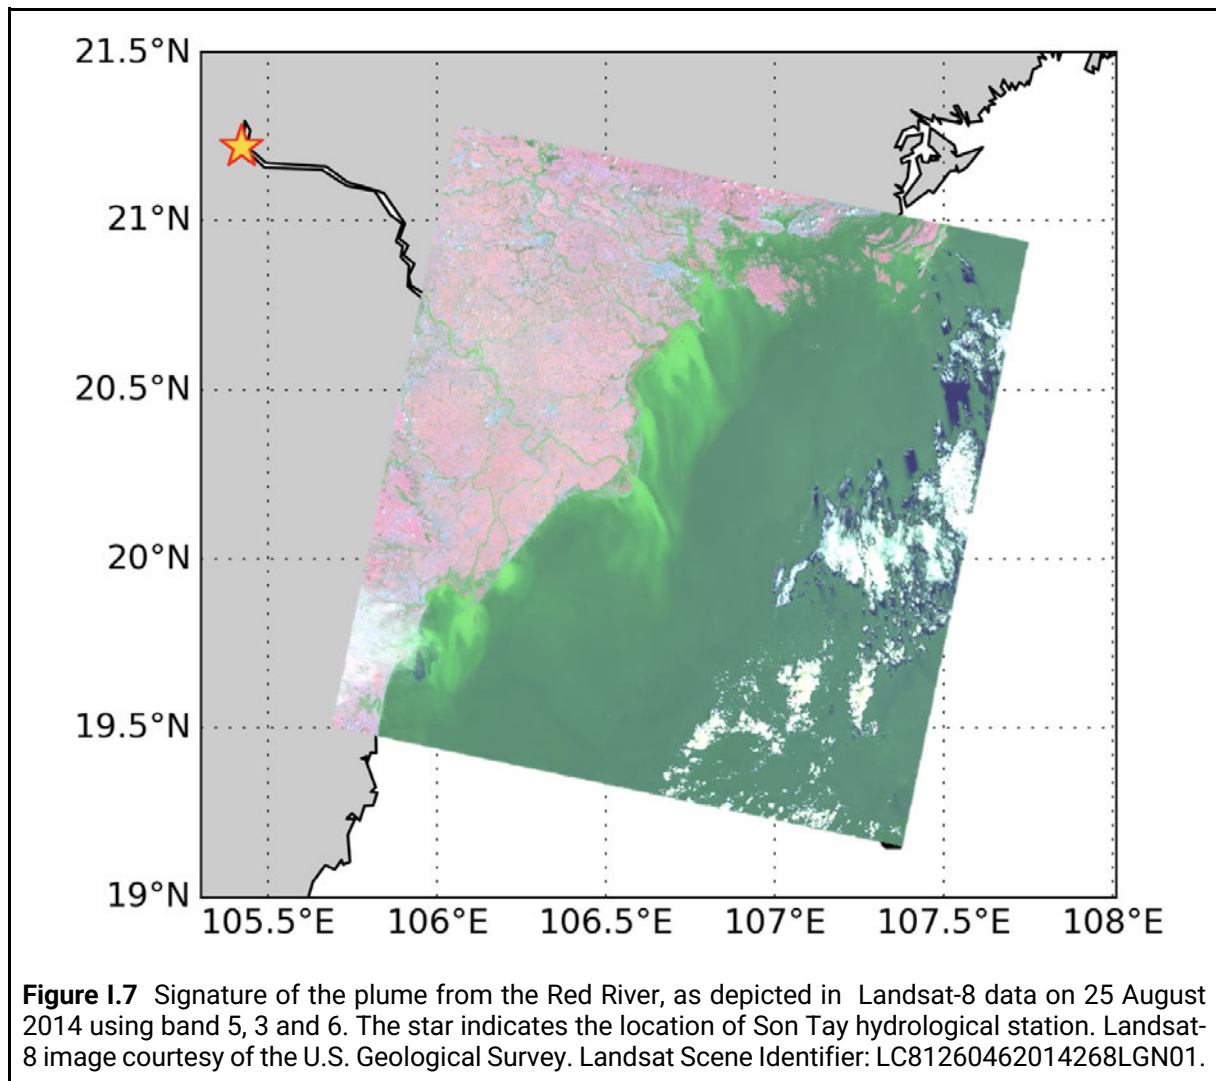 21.5°N
21°N
20.5°N
20°N
19.5°N
19°N
105.5°E 106°E 106.5°E 107°E 107.5°E 108°E
Figure I.7 Signature of the plume from the Red River, as depicted in Landsat-8 data on 25 August
2014 using band 5, 3 and 6. The star indicates the location of Son Tay hydrological station. Landsat-
8 image courtesy of the U.S. Geological Survey. Landsat Scene Identifier: LC81260462014268LGN01.